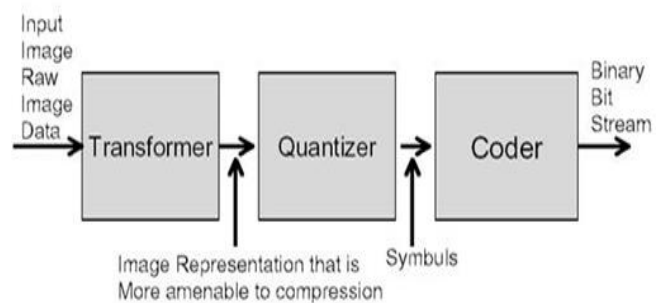 Input
Image
Raw
Image
Data
Transformer
Quantizer
Coder
Binary
Bit
Stream
Image Representation that is
More amenable to compression
Symbuls